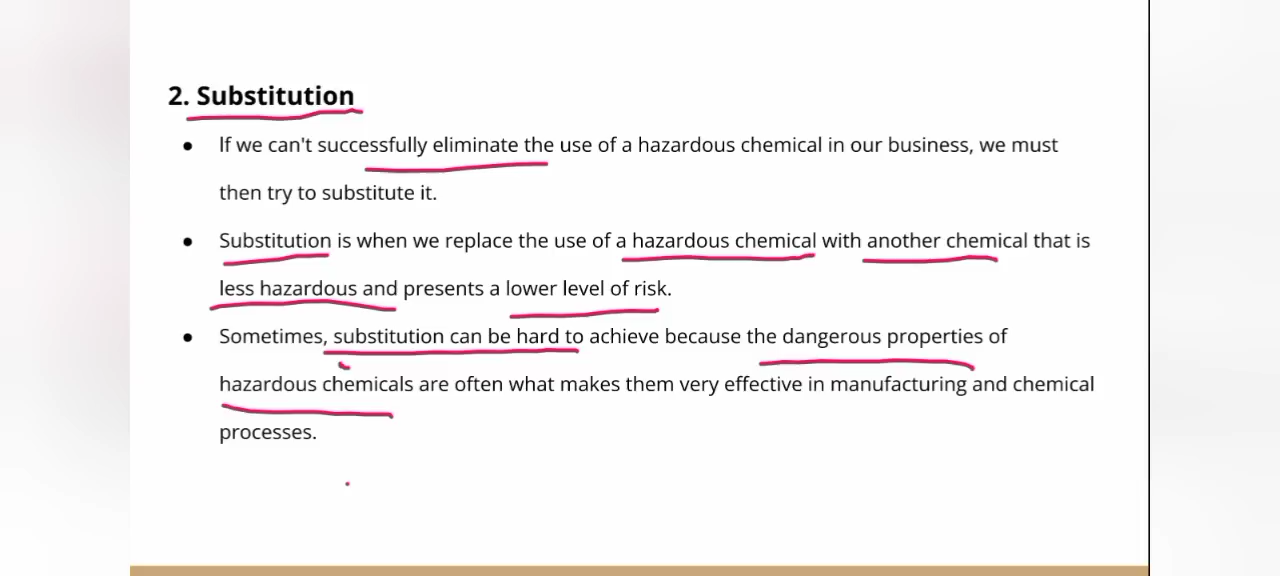 2. Substitution
● If we can't successfully eliminate the use of a hazardous chemical in our business, we must
then try to substitute it.
● Substitution is when we replace the use of a hazardous chemical with another chemical that is
less hazardous and presents a lower level of risk.
● Sometimes, substitution can be hard to achieve because the dangerous properties of
hazardous chemicals are often what makes them very effective in manufacturing and chemical
processes.